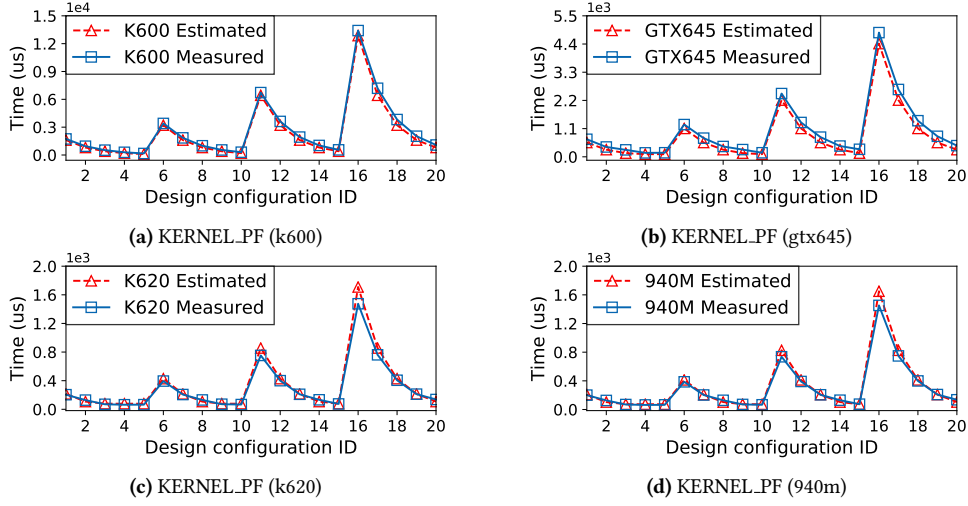 1e4
1.5
1.2
0.9
0.6
0.3
0.0
Time (us)
K600 Estimated
K600 Measured
2 4 6 8 10 12 14 16 18 20
Design configuration ID
(a) KERNEL_PF (k600)
1e3
5.5
4.4
3.3
2.2
1.1
0.0
Time (us)
GTX645 Estimated
GTX645 Measured
2 4 6 8 10 12 14 16 18 20
Design configuration ID
(b) KERNEL_PF (gtx645)
1e3
2.0
1.6
1.2
0.8
0.4
0.0
Time (us)
K620 Estimated
K620 Measured
2 4 6 8 10 12 14 16 18 20
Design configuration ID
(c) KERNEL_PF (k620)
1e3
2.0
1.6
1.2
0.8
0.4
0.0
Time (us)
940M Estimated
940M Measured
2 4 6 8 10 12 14 16 18 20
Design configuration ID
(d) KERNEL_PF (940m)